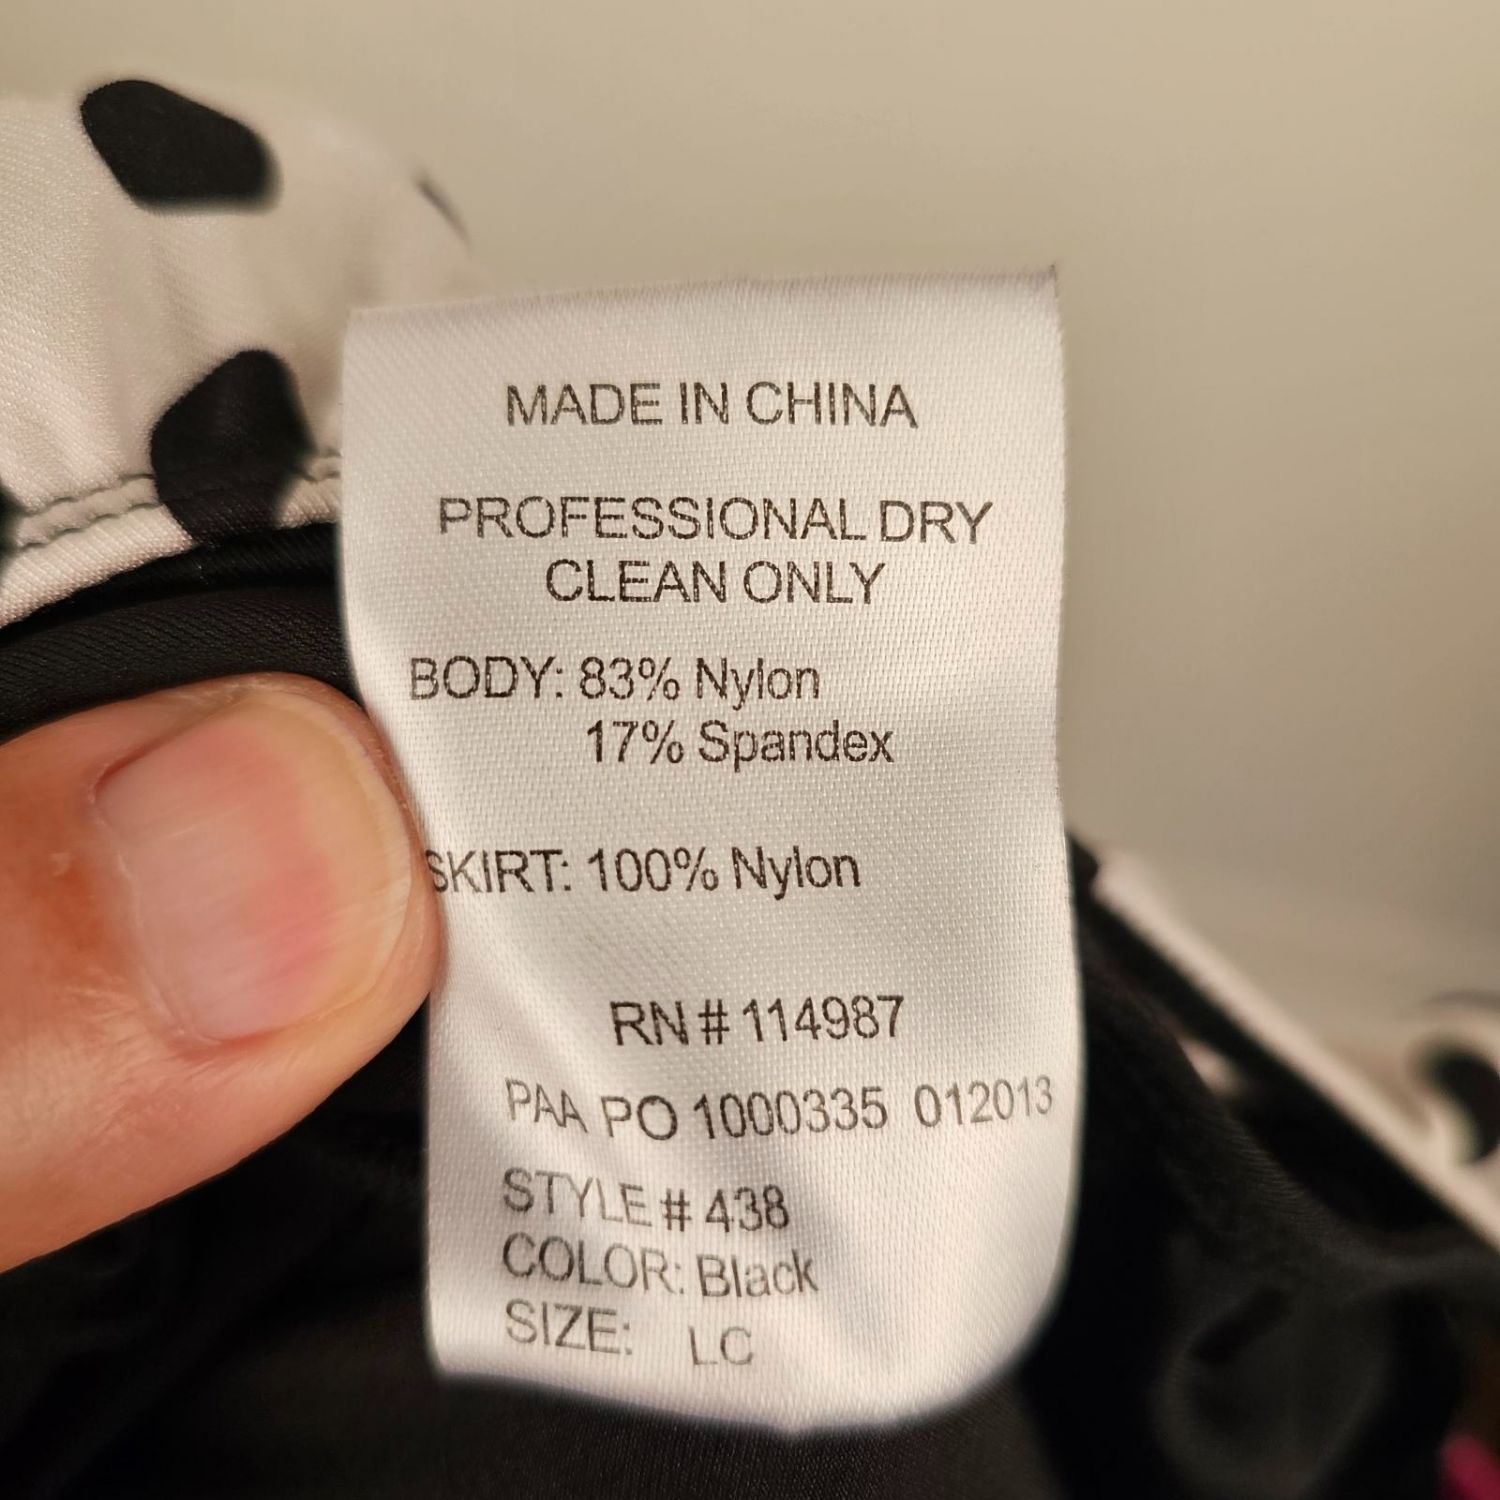 MADE IN CHINA
PROFESSIONAL DRY
CLEAN ONLY
BODY: 83% Nylon
17% Spandex
SKIRT: 100% Nylon
RN # 114987
PAA PO 1000335 012013
STYLE # 438
COLOR: Black
SIZE: LC